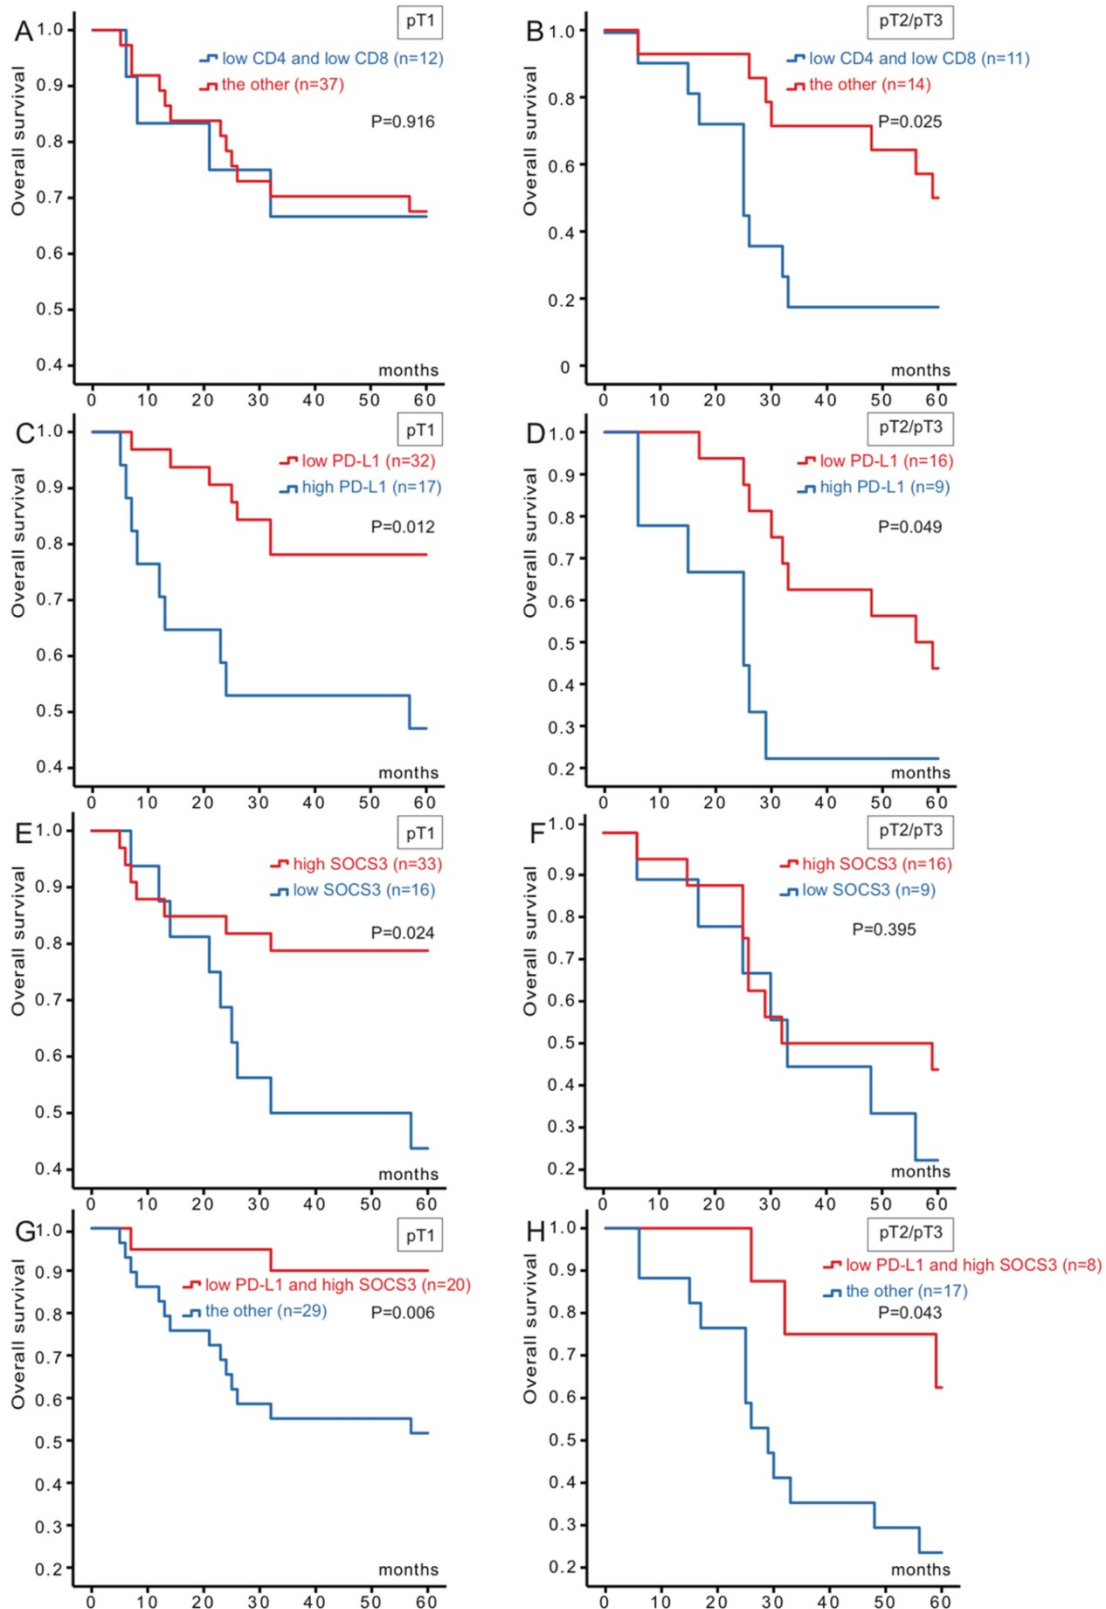 A
pT1
low CD4 and low CD8 (n=12)
the other (n=37)
P=0.916
Overall survival
1.0
0.9
0.8
0.7
0.6
0.5
0.4
months
0 10 20 30 40 50 60
B
pT2/pT3
low CD4 and low CD8 (n=11)
the other (n=14)
P=0.025
Overall survival
1.0
0.8
0.6
0.4
0.2
0
months
0 10 20 30 40 50 60
C
pT1
low PD-L1 (n=32)
high PD-L1 (n=17)
P=0.012
Overall survival
1.0
0.9
0.8
0.7
0.6
0.5
0.4
months
0 10 20 30 40 50 60
D
pT2/pT3
low PD-L1 (n=16)
high PD-L1 (n=9)
P=0.049
Overall survival
1.0
0.9
0.8
0.7
0.6
0.5
0.4
0.3
0.2
months
0 10 20 30 40 50 60
E
pT1
high SOCS3 (n=33)
low SOCS3 (n=16)
P=0.024
Overall survival
1.0
0.9
0.8
0.7
0.6
0.5
0.4
months
0 10 20 30 40 50 60
F
pT2/pT3
high SOCS3 (n=16)
low SOCS3 (n=9)
P=0.395
Overall survival
1.0
0.9
0.8
0.7
0.6
0.5
0.4
0.3
0.2
months
0 10 20 30 40 50 60
G
pT1
low PD-L1 and high SOCS3 (n=20)
the other (n=29)
P=0.006
Overall survival
1.0
0.9
0.8
0.7
0.6
0.5
0.4
0.3
0.2
months
0 10 20 30 40 50 60
H
pT2/pT3
low PD-L1 and high SOCS3 (n=8)
the other (n=17)
P=0.043
Overall survival
1.0
0.9
0.8
0.7
0.6
0.5
0.4
0.3
0.2
months
0 10 20 30 40 50 60